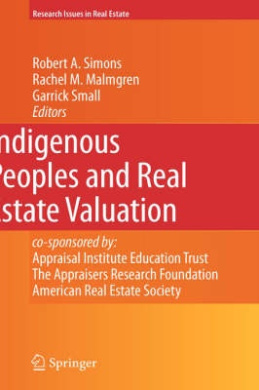 Research Issues in Real Estate
Robert A. Simons
Rachel M. Malmgren
Garrick Small
Editors
ndigenous
Peoples and Real
state Valuation
co-sponsored by:
Appraisal Institute Education Trust
The Appraisers Research Foundation
American Real Estate Society
Springer